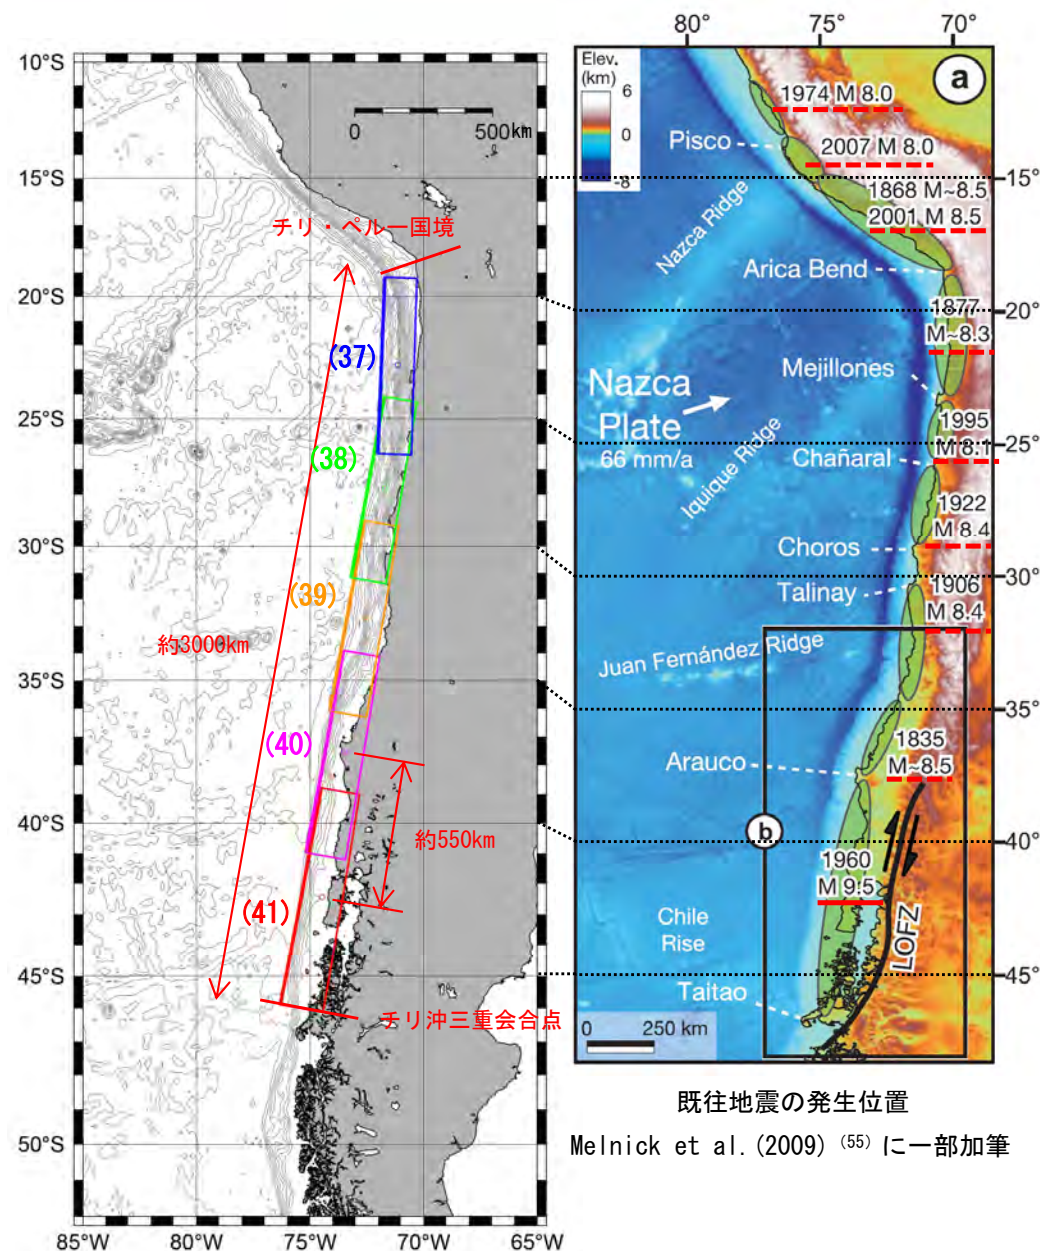 10°S
15°S
20°S
25°S
30°S
35°S
40°S
45°S
50°S
85°W
80°W
75°W
70°W
65°W
0
500km
チリ・ペルー国境
(37)
(38)
(39)
約3000km
(40)
約550km
(41)
チリ沖三重会合点
80°
75°
70°
Elev.
(km)
6
0
-8
a
1974 M 8.0
Pisco
2007 M 8.0
15°
1868 M~8.5
2001 M 8.5
Nazca Ridge
Arica Bend
1877
M~8.3
20°
Mejillones
Nazca
Plate
66 mm/a
Iquique Ridge
1995
M 8.1
25°
Chañaral
1922
M 8.4
Choros
30°
Talinay
1906
M 8.4
Juan Fernández Ridge
35°
1835
M~8.5
Arauco
b
40°
1960
M 9.5
LOFZ
Chile
Rise
45°
Taitao
0
250 km
既往地震の発生位置
Melnick et al.(2009) (55) に一部加筆